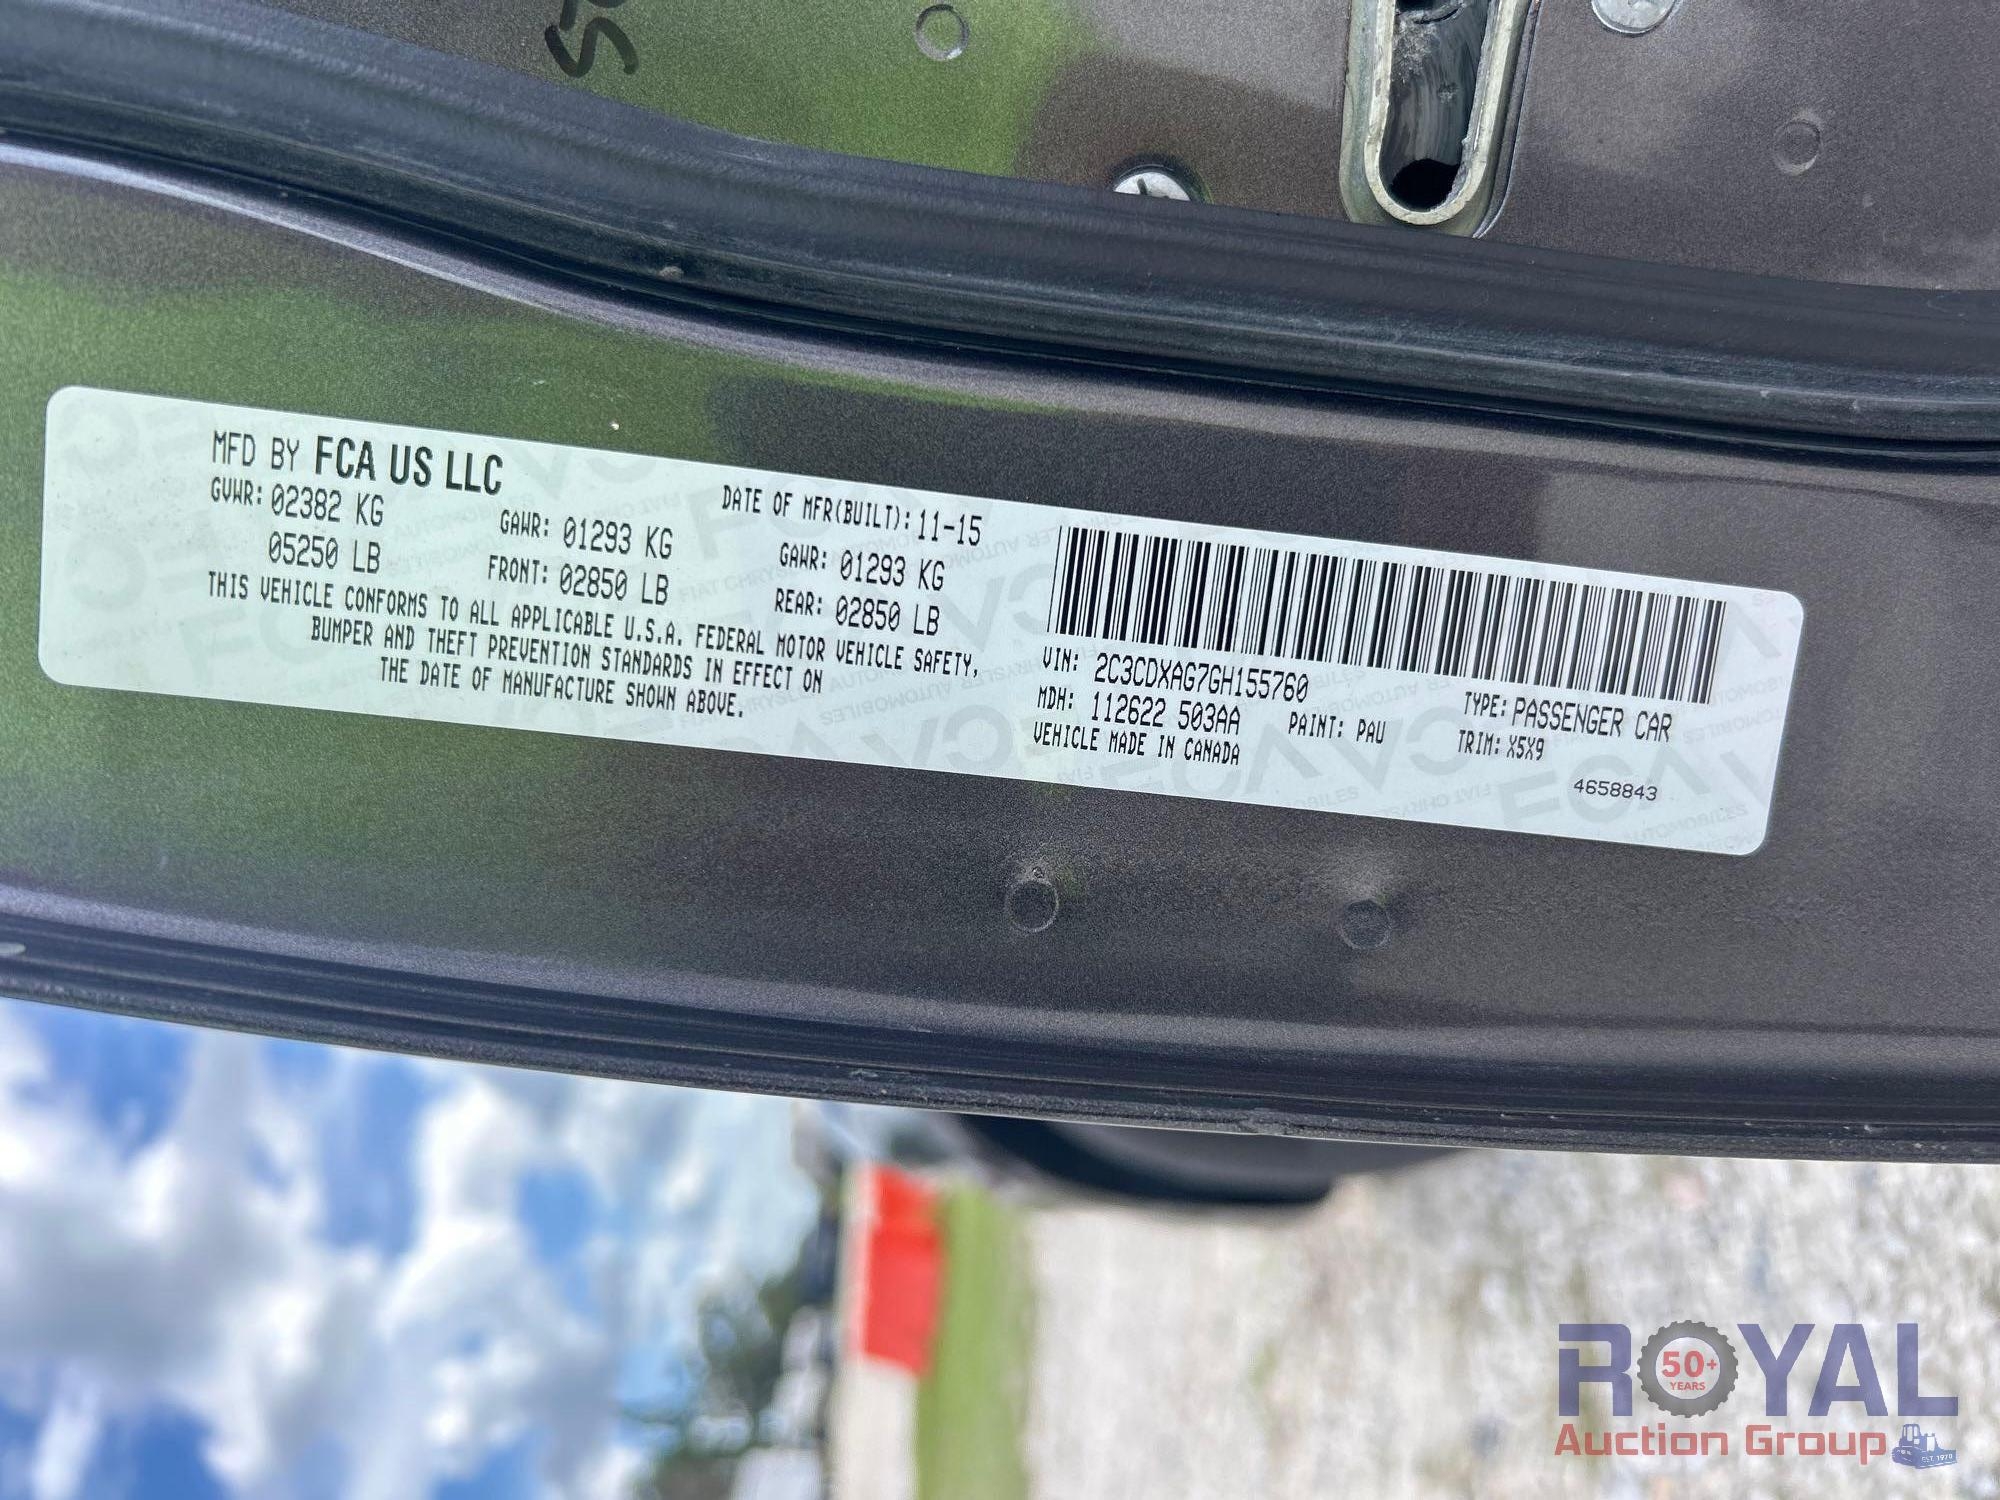 MFD BY FCA US LLC
DATE OF MFR(BUILT): 11-15
GVWR: 02382 KG
05250 LB
GAWR: 01293 KG
FRONT: 02850 LB
GAWR: 01293 KG
REAR: 02850 LB
THIS VEHICLE CONFORMS TO ALL APPLICABLE U.S.A. FEDERAL MOTOR VEHICLE SAFETY,
BUMPER AND THEFT PREVENTION STANDARDS IN EFFECT ON
THE DATE OF MANUFACTURE SHOWN ABOVE.
VIN: 2C3CDXAG7GH155760
TYPE: PASSENGER CAR
MDH: 112622 503AA
PAINT: PAU
TRIM: X5X9
VEHICLE MADE IN CANADA
4658843
ROYAL
50+
YEARS
Auction Group
EST. 1970